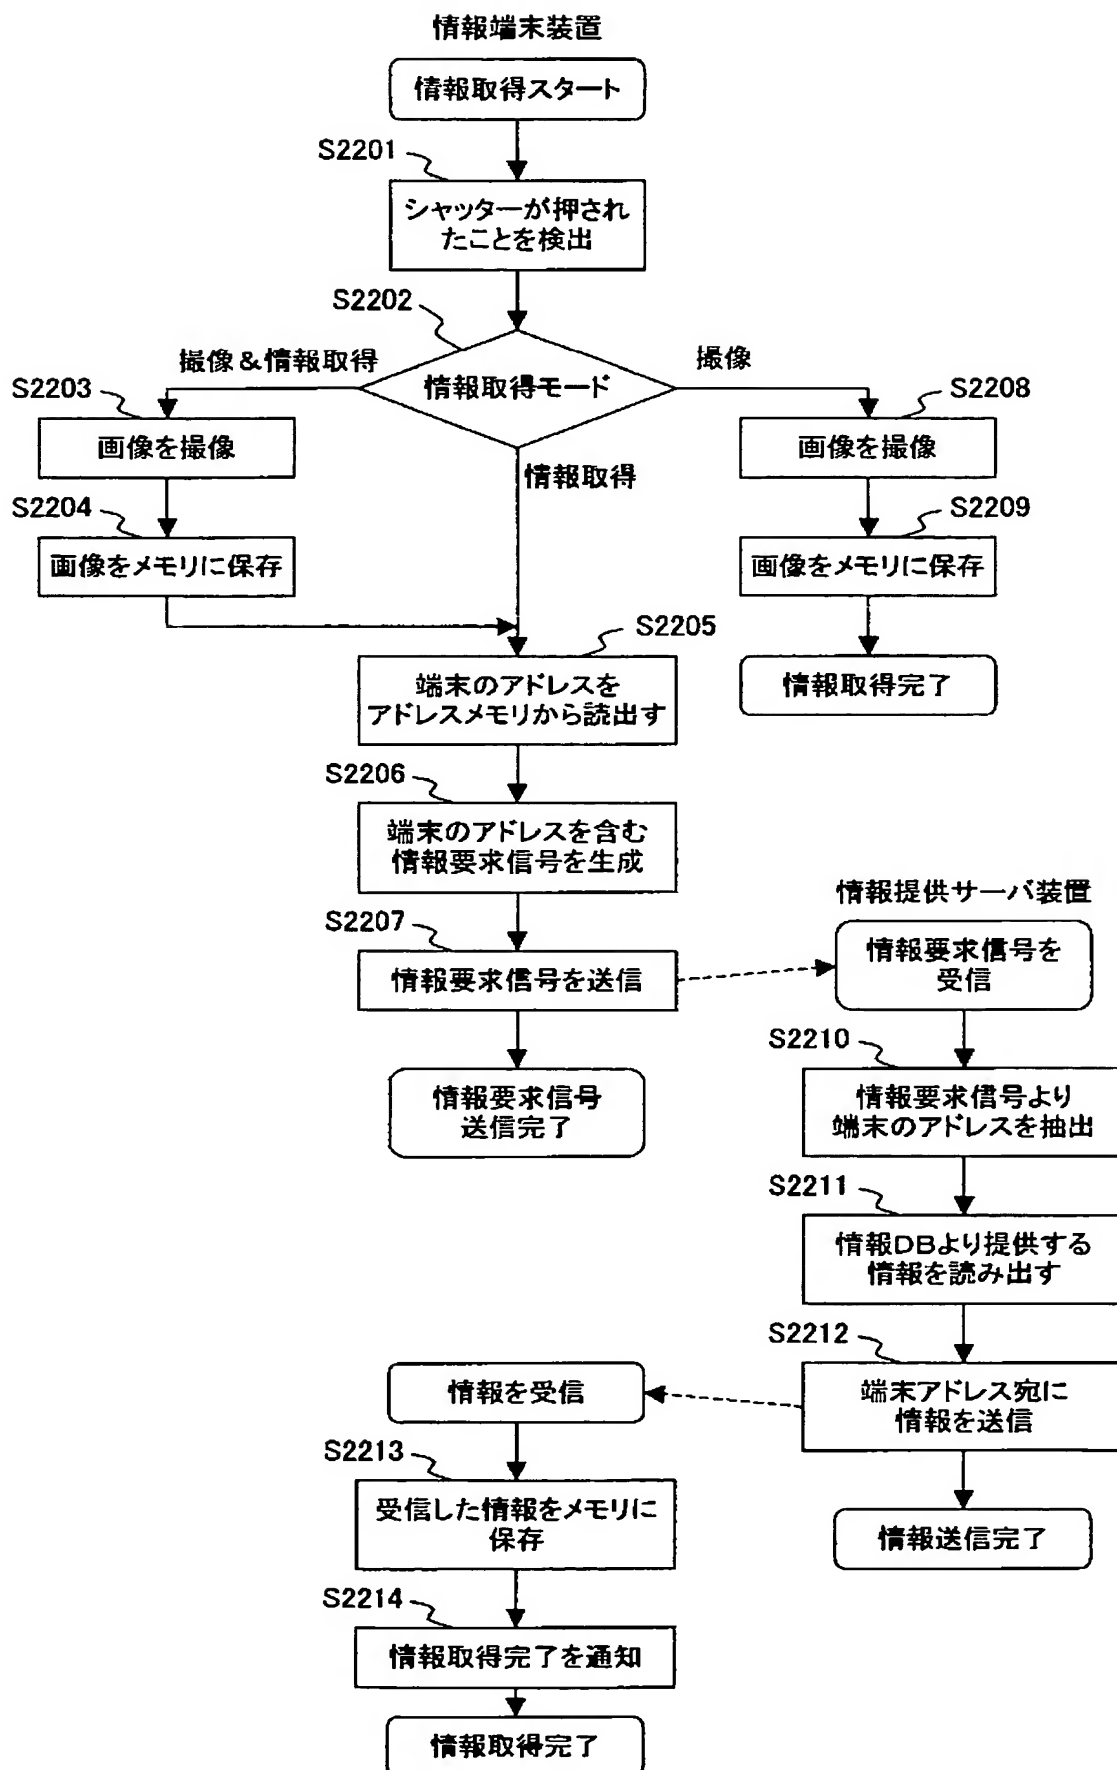 情報端末装置
情報取得スタート
S2201
シャッターが押され
たことを検出
S2202
情報取得モード
撮像&情報取得
撮像
情報取得
S2203
画像を撮像
S2204
画像をメモリに保存
S2208
画像を撮像
S2209
画像をメモリに保存
情報取得完了
S2205
端末のアドレスを
アドレスメモリから読出す
S2206
端末のアドレスを含む
情報要求信号を生成
S2207
情報要求信号を送信
情報要求信号
送信完了
情報提供サーバ装置
情報要求信号を
受信
S2210
情報要求信号より
端末のアドレスを抽出
S2211
情報DBより提供する
情報を読み出す
S2212
端末アドレス宛に
情報を送信
情報送信完了
情報を受信
S2213
受信した情報をメモリに
保存
S2214
情報取得完了を通知
情報取得完了